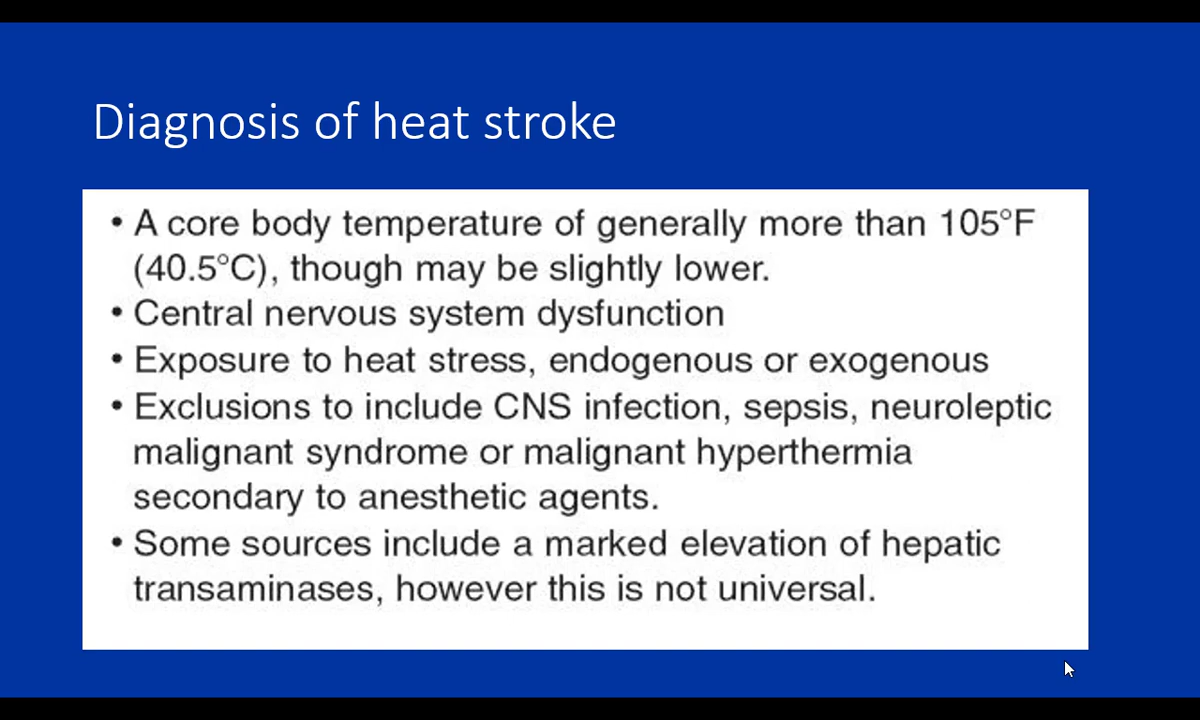 Diagnosis of heat stroke
• A core body temperature of generally more than 105°F
(40.5°C), though may be slightly lower.
• Central nervous system dysfunction
• Exposure to heat stress, endogenous or exogenous
• Exclusions to include CNS infection, sepsis, neuroleptic
malignant syndrome or malignant hyperthermia
secondary to anesthetic agents.
• Some sources include a marked elevation of hepatic
transaminases, however this is not universal.